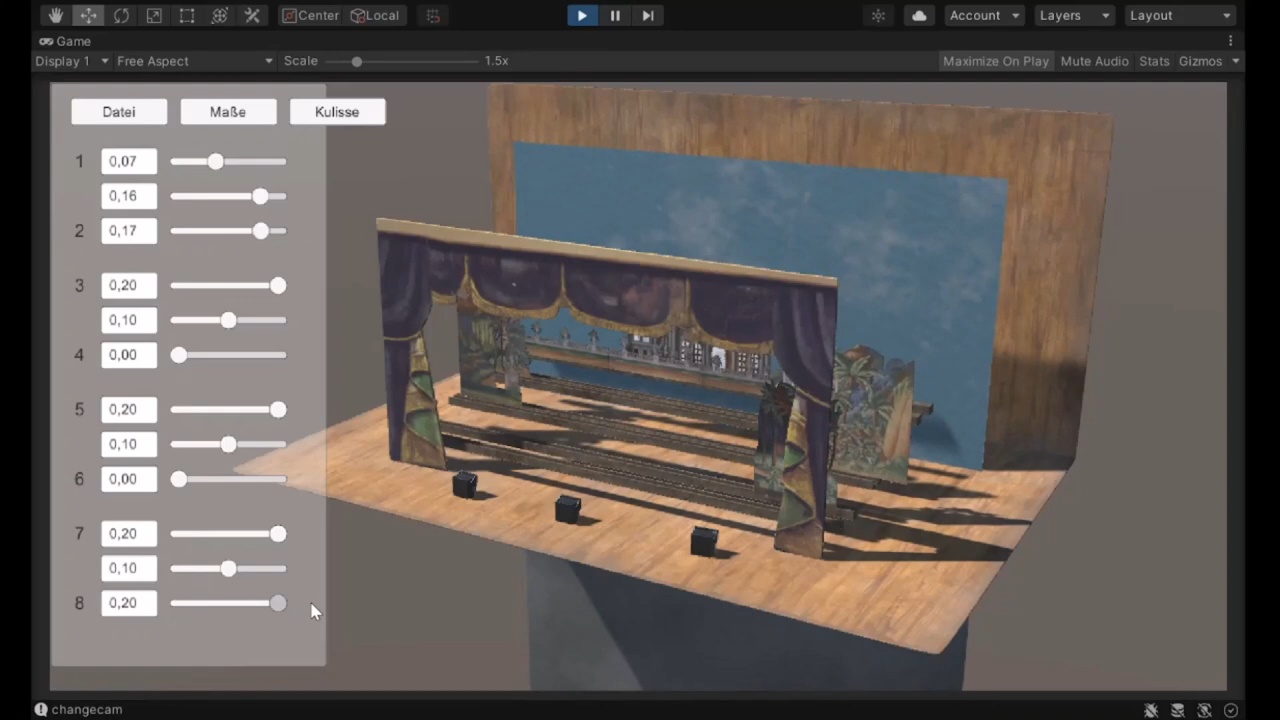 Center Local Account Layers Layout
Game
Display 1 Free Aspect Scale 1.5x Maximize On Play Mute Audio Stats Gizmos
Datei Maße Kulisse
1 0,07
0,16
2 0,17
3 0,20
0,10
4 0,00
5 0,20
0,10
6 0,00
7 0,20
0,10
8 0,20
changecam